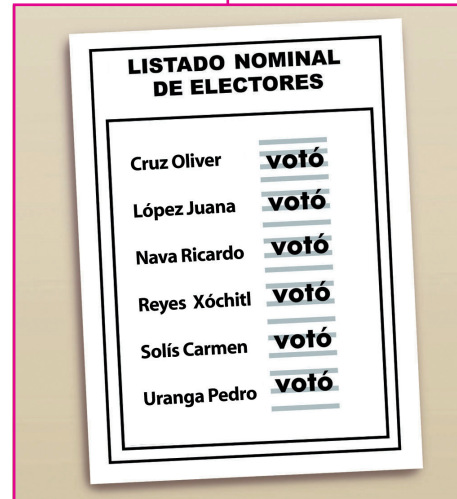 LISTADO NOMINAL
DE ELECTORES
Cruz Oliver votó
López Juana votó
Nava Ricardo votó
Reyes Xóchitl votó
Solís Carmen votó
Uranga Pedro votó